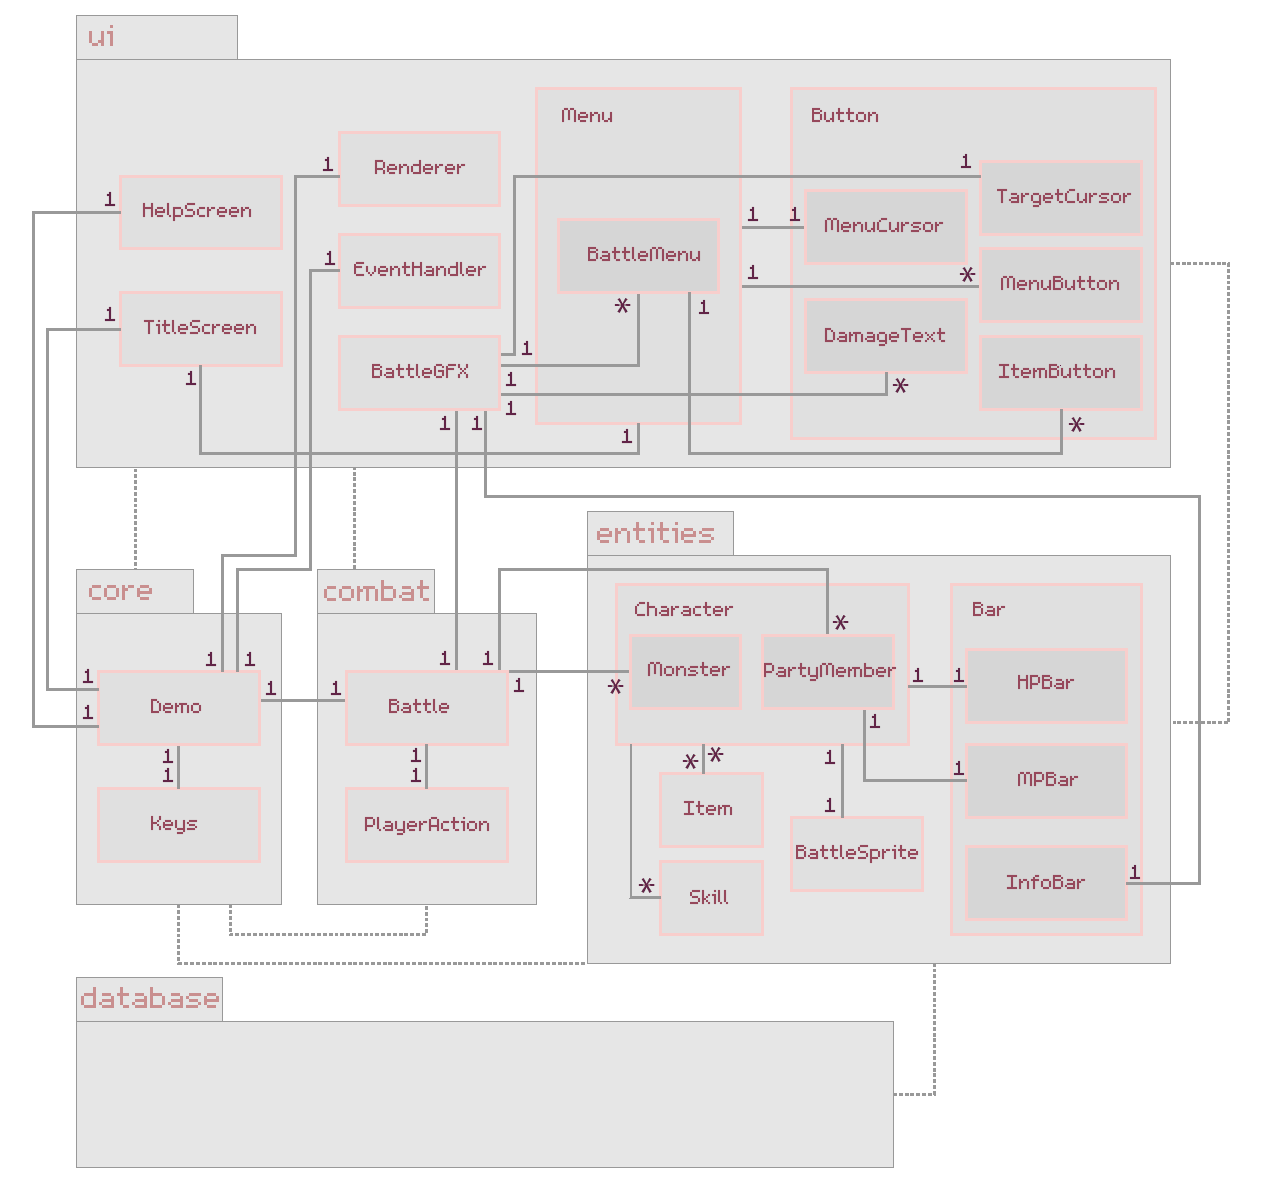 ui
Menu
Button
Renderer
1
1
HelpScreen
1
TargetCursor
MenuCursor
1
1
1
BattleMenu
EventHandler
1
1
*
MenuButton
TitleScreen
1
*
1
DamageText
BattleGFX
1
1
1
*
ItemButton
1
1
1
1
*
entities
core
combat
Character
Bar
*
1
1
1
1
1
*
Monster
PartyMember
1
1
HPBar
1
Demo
1
1
Battle
1
1
1
1
1
*
*
1
1
MPBar
1
1
Keys
PlayerAction
Item
1
BattleSprite
*
Skill
1
InfoBar
database